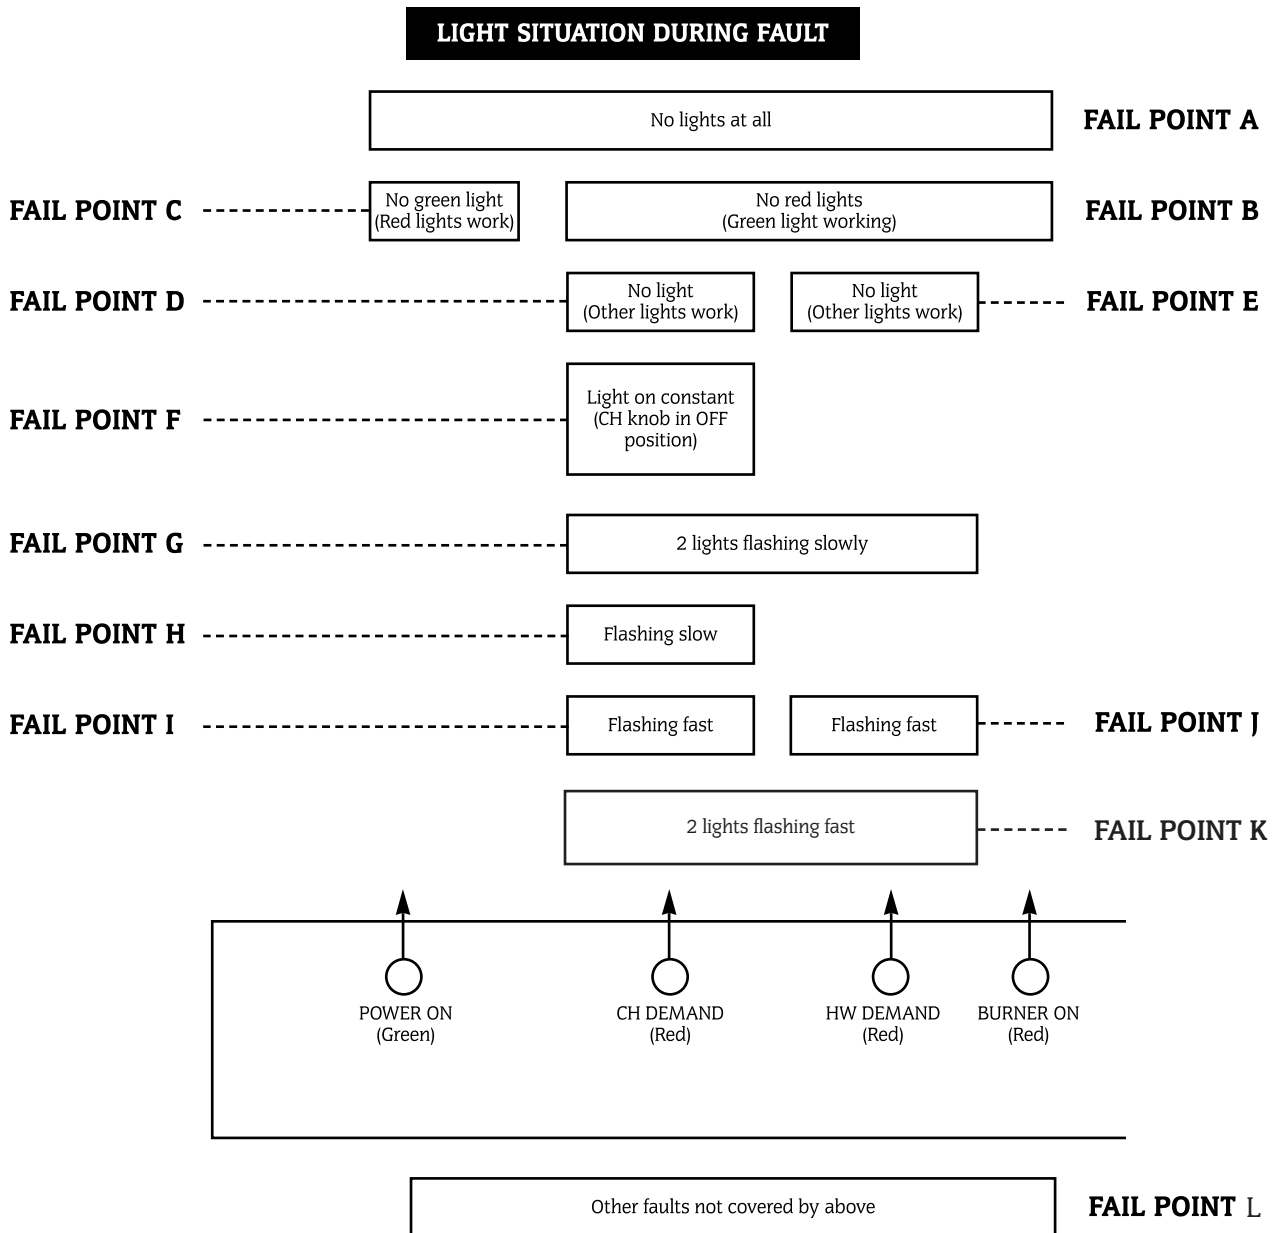 LIGHT SITUATION DURING FAULT
No lights at all
FAIL POINT A
FAIL POINT C
No green light
(Red lights work)
No red lights
(Green light working)
FAIL POINT B
FAIL POINT D
No light
(Other lights work)
No light
(Other lights work)
FAIL POINT E
FAIL POINT F
Light on constant
(CH knob in OFF
position)
FAIL POINT G
2 lights flashing slowly
FAIL POINT H
Flashing slow
FAIL POINT I
Flashing fast
Flashing fast
FAIL POINT J
2 lights flashing fast
FAIL POINT K
POWER ON
(Green)
CH DEMAND
(Red)
HW DEMAND
(Red)
BURNER ON
(Red)
Other faults not covered by above
FAIL POINT L